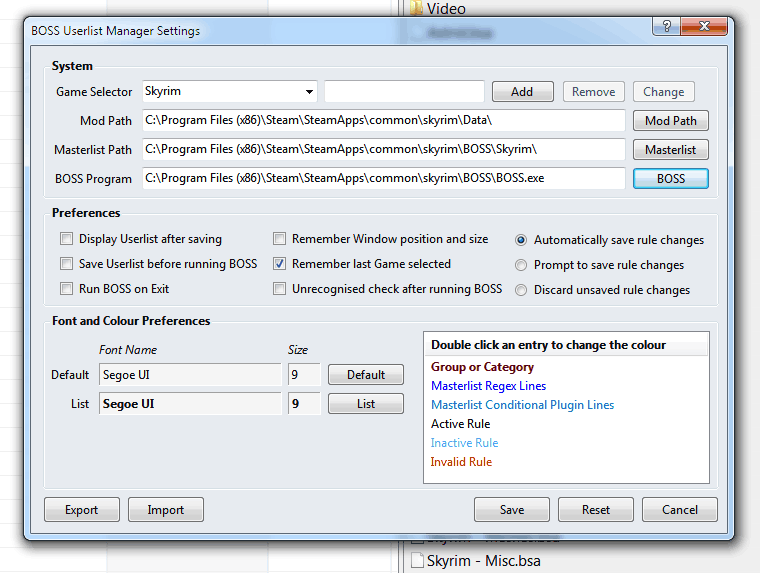 Video
BOSS Userlist Manager Settings
System
Game Selector Skyrim Add Remove Change
Mod Path C:\Program Files (x86)\Steam\SteamApps\common\skyrim\Data\ Mod Path
Masterlist Path C:\Program Files (x86)\Steam\SteamApps\common\skyrim\BOSS\Skyrim\ Masterlist
BOSS Program C:\Program Files (x86)\Steam\SteamApps\common\skyrim\BOSS\BOSS.exe BOSS
Preferences
Display Userlist after saving Remember Window position and size Automatically save rule changes
Save Userlist before running BOSS Remember last Game selected Prompt to save rule changes
Run BOSS on Exit Unrecognised check after running BOSS Discard unsaved rule changes
Font and Colour Preferences
Font Name Size
Default Segoe UI 9 Default
List Segoe UI 9 List
Double click an entry to change the colour
Group or Category
Masterlist Regex Lines
Masterlist Conditional Plugin Lines
Active Rule
Inactive Rule
Invalid Rule
Export Import Save Reset Cancel
Skyrim - Misc.bsa